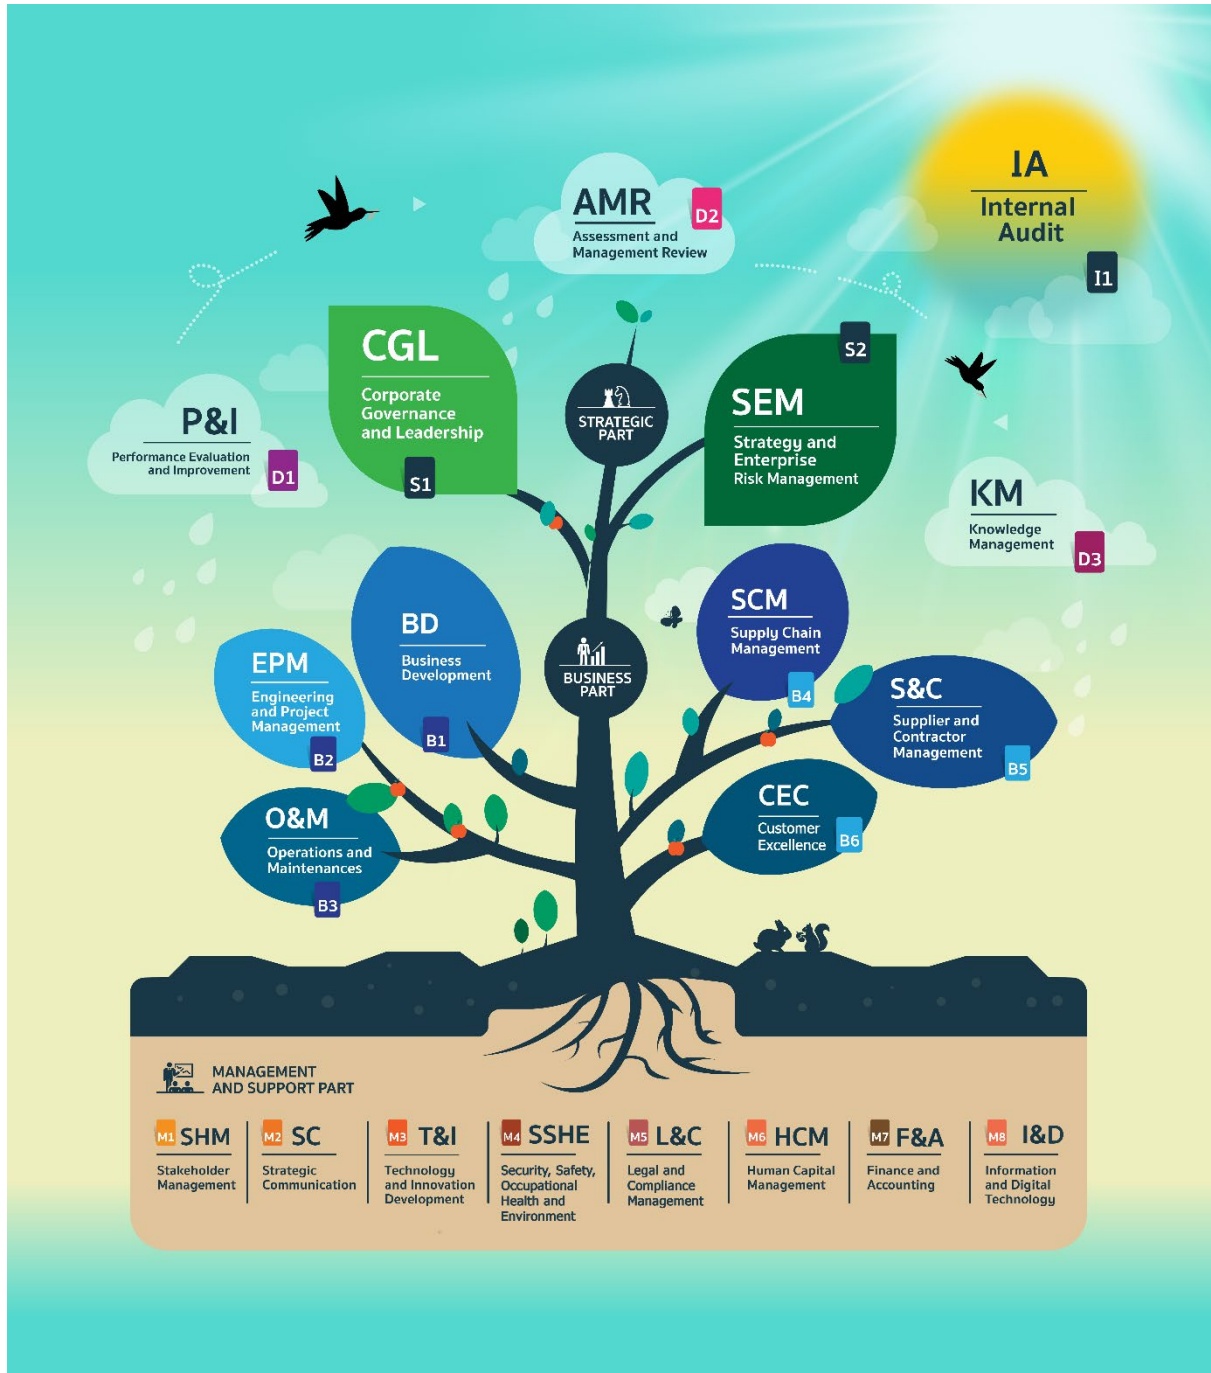 IA
Internal
Audit
I1
AMR
D2
Assessment and
Management Review
CGL
Corporate
Governance
and Leadership
S1
STRATEGIC
PART
S2
SEM
Strategy and
Enterprise
Risk Management
P&I
Performance Evaluation
and Improvement
D1
KM
Knowledge
Management
D3
BD
Business
Development
B1
BUSINESS
PART
SCM
Supply Chain
Management
B4
EPM
Engineering
and Project
Management
B2
S&C
Supplier and
Contractor
Management
B5
O&M
Operations and
Maintenances
B3
CEC
Customer
Excellence
B6
MANAGEMENT
AND SUPPORT PART
M1 SHM
Stakeholder
Management
M2 SC
Strategic
Communication
M3 T&I
Technology
and Innovation
Development
M4 SSHE
Security, Safety,
Occupational
Health and
Environment
M5 L&C
Legal and
Compliance
Management
M6 HCM
Human Capital
Management
M7 F&A
Finance and
Accounting
M8 I&D
Information
and Digital
Technology